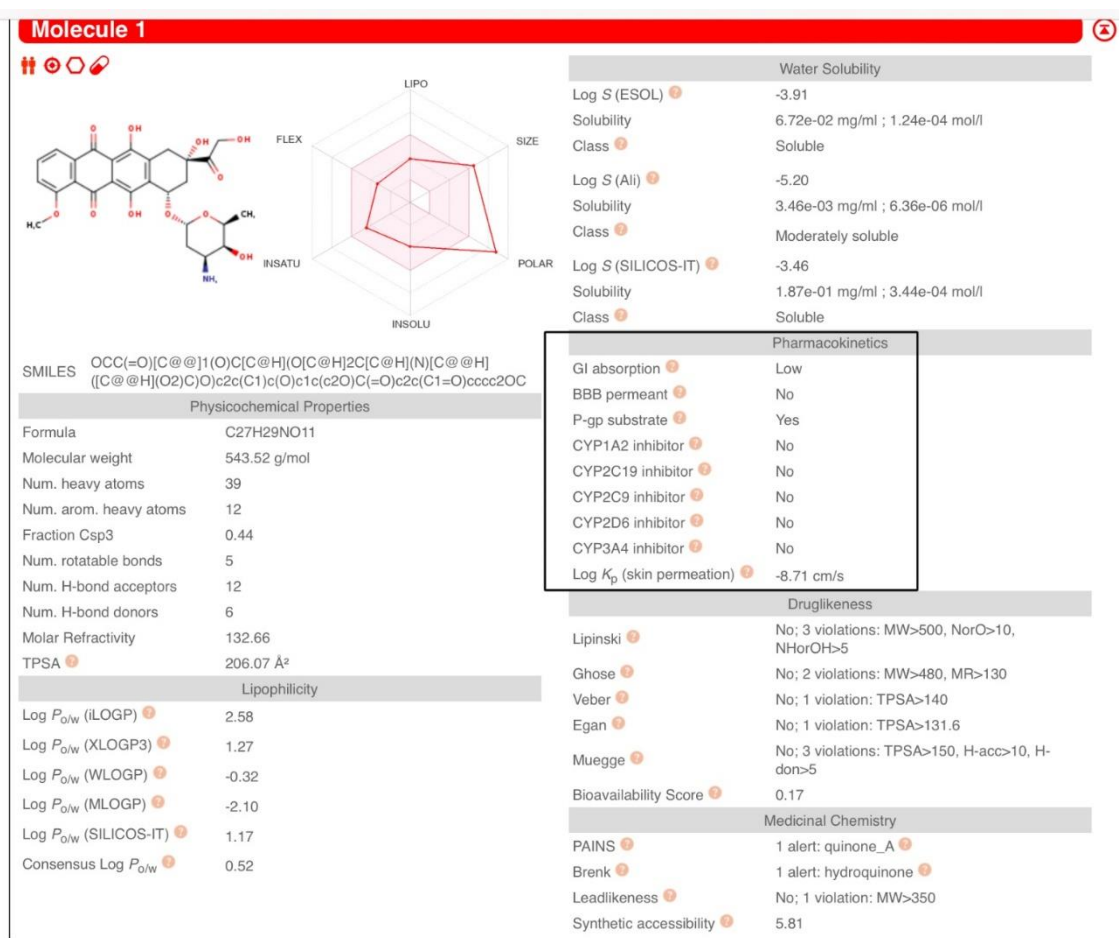 Molecule 1
LIPO
FLEX
SIZE
INSATU
POLAR
INSOLU
O
OH
OH
OH
O
O
O
OH
O
O
CH₃
H₃C
OH
NH₂
SMILES OCC(=O)[C@@]1(O)C[C@H](O[C@H]2C[C@H](N)[C@@H]
([C@@H](O2)C)O)c2c(C1)c(O)c1c(c2O)C(=O)c2c(C1=O)cccc2OC
Physicochemical Properties
Formula C27H29NO11
Molecular weight 543.52 g/mol
Num. heavy atoms 39
Num. arom. heavy atoms 12
Fraction Csp3 0.44
Num. rotatable bonds 5
Num. H-bond acceptors 12
Num. H-bond donors 6
Molar Refractivity 132.66
TPSA ? 206.07 Å²
Lipophilicity
Log Po/w (iLOGP) ? 2.58
Log Po/w (XLOGP3) ? 1.27
Log Po/w (WLOGP) ? -0.32
Log Po/w (MLOGP) ? -2.10
Log Po/w (SILICOS-IT) ? 1.17
Consensus Log Po/w ? 0.52
Water Solubility
Log S (ESOL) ? -3.91
Solubility 6.72e-02 mg/ml ; 1.24e-04 mol/l
Class ? Soluble
Log S (Ali) ? -5.20
Solubility 3.46e-03 mg/ml ; 6.36e-06 mol/l
Class ? Moderately soluble
Log S (SILICOS-IT) ? -3.46
Solubility 1.87e-01 mg/ml ; 3.44e-04 mol/l
Class ? Soluble
Pharmacokinetics
GI absorption ? Low
BBB permeant ? No
P-gp substrate ? Yes
CYP1A2 inhibitor ? No
CYP2C19 inhibitor ? No
CYP2C9 inhibitor ? No
CYP2D6 inhibitor ? No
CYP3A4 inhibitor ? No
Log Kp (skin permeation) ? -8.71 cm/s
Druglikeness
Lipinski ? No; 3 violations: MW>500, NorO>10,
NHorOH>5
Ghose ? No; 2 violations: MW>480, MR>130
Veber ? No; 1 violation: TPSA>140
Egan ? No; 1 violation: TPSA>131.6
Muegge ? No; 3 violations: TPSA>150, H-acc>10, H-
don>5
Bioavailability Score ? 0.17
Medicinal Chemistry
PAINS ? 1 alert: quinone_A ?
Brenk ? 1 alert: hydroquinone ?
Leadlikeness ? No; 1 violation: MW>350
Synthetic accessibility ? 5.81